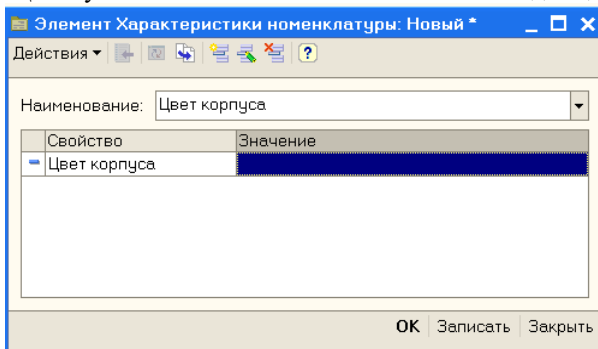 Элемент Характеристики номенклатуры: Новый *
Действия
Наименование: Цвет корпуса
Свойство Значение
Цвет корпуса
OK Записать Закрыть